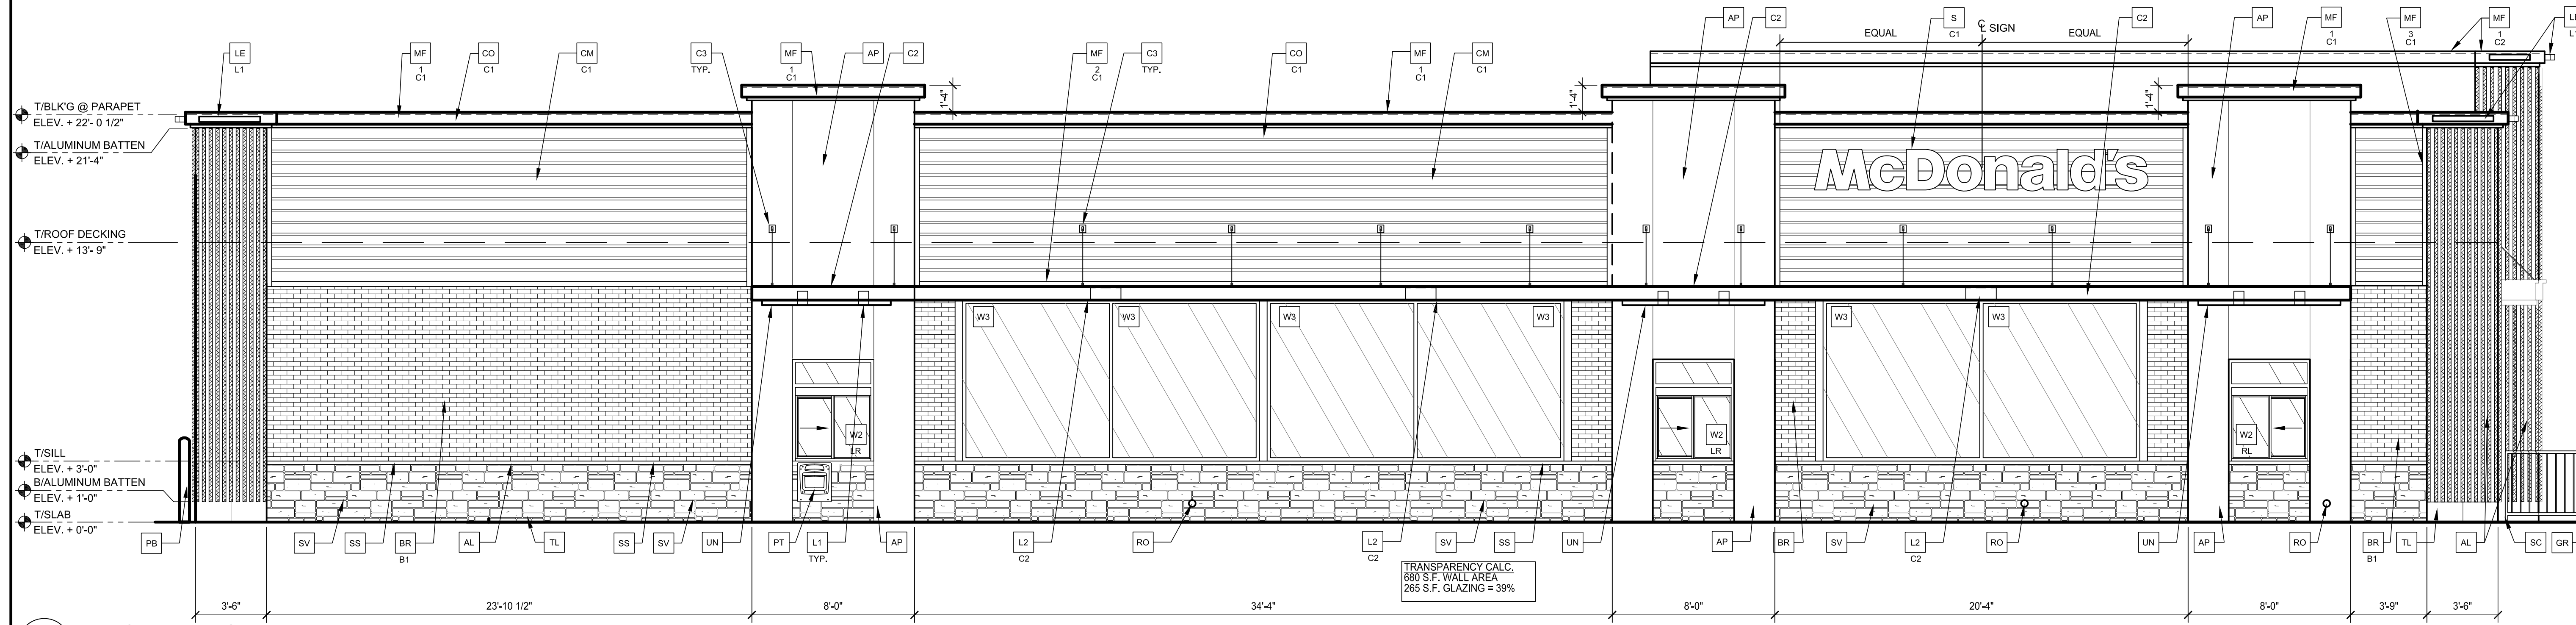 LE
L1
MF
1
C1
CO
C1
CM
C1
C3
TYP.
MF
1
C1
AP
C2
MF
2
C1
C3
TYP.
CO
C1
MF
1
C1
CM
C1
AP
C2
EQUAL
S
C1
℄ SIGN
EQUAL
C2
AP
MF
1
C1
MF
3
C1
MF
1
C2
1'-4"
1'-4"
1'-4"
T/BLK'G @ PARAPET
ELEV. + 22'- 0 1/2"
T/ALUMINUM BATTEN
ELEV. + 21'-4"
McDonald's
T/ROOF DECKING
ELEV. + 13'- 9"
W3
W3
W3
W3
W3
W3
W2
LR
W2
LR
W2
RL
T/SILL
ELEV. + 3'-0"
B/ALUMINUM BATTEN
ELEV. + 1'-0"
T/SLAB
ELEV. + 0'-0"
PB
SV
SS
BR
B1
AL
TL
SS
SV
UN
PT
L1
TYP.
AP
L2
C2
RO
L2
C2
SV
SS
UN
AP
BR
SV
L2
C2
RO
UN
AP
RO
BR
B1
TL
AL
SC
GR
TRANSPARENCY CALC.
680 S.F. WALL AREA
265 S.F. GLAZING = 39%
3'-6"
23'-10 1/2"
8'-0"
34'-4"
8'-0"
20'-4"
8'-0"
3'-9"
3'-6"